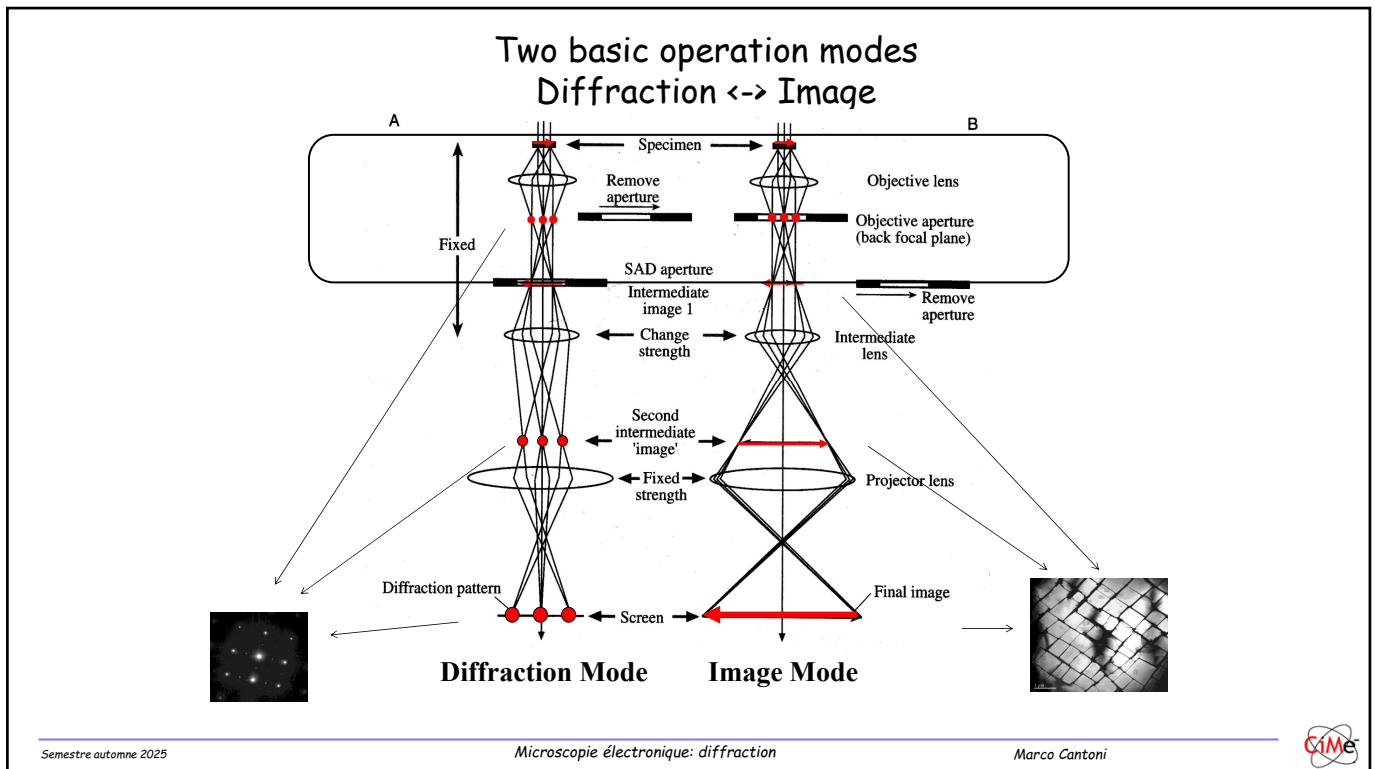 Two basic operation modes
Diffraction <-> Image
A
B
Specimen
Objective lens
Remove
aperture
Objective aperture
(back focal plane)
Fixed
SAD aperture
Intermediate
image 1
Remove
aperture
Change
strength
Intermediate
lens
Second
intermediate
'image'
Fixed
strength
Projector lens
Diffraction pattern
Final image
Screen
Diffraction Mode
Image Mode
Semestre automne 2025
Microscopie électronique: diffraction
Marco Cantoni
CiMe